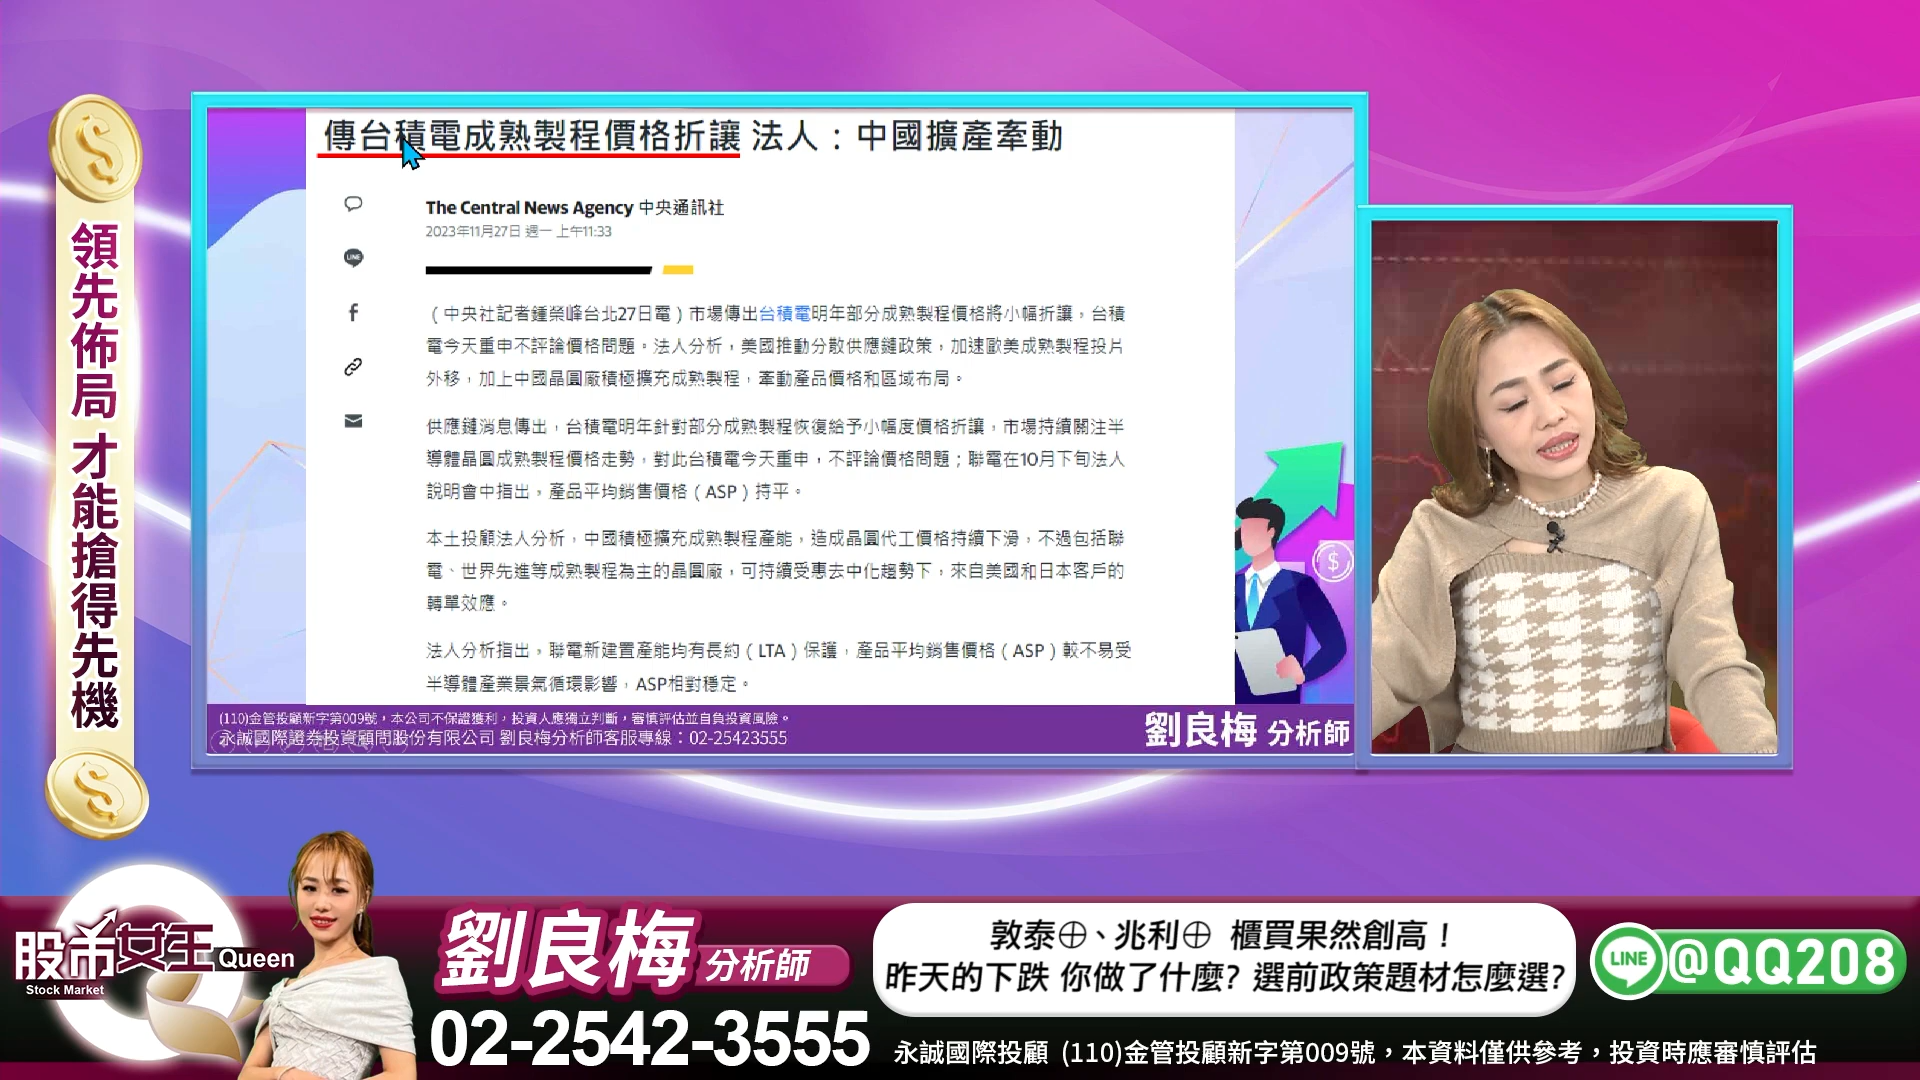 傳台積電成熟製程價格折讓 法人：中國擴產牽動
The Central News Agency 中央通訊社
2023年11月27日 週一 上午11:33
（中央社記者鍾榮峰台北27日電）市場傳出台積電明年部分成熟製程價格將小幅折讓，台積
電今天重申不評論價格問題。法人分析，美國推動分散供應鏈政策，加速歐美成熟製程投片
外移，加上中國晶圓廠積極擴充成熟製程，牽動產品價格和區域布局。
供應鏈消息傳出，台積電明年針對部分成熟製程恢復給予小幅度價格折讓，市場持續關注半
導體晶圓成熟製程價格走勢，對此台積電今天重申，不評論價格問題；聯電在10月下旬法人
說明會中指出，產品平均銷售價格（ASP）持平。
本土投顧法人分析，中國積極擴充成熟製程產能，造成晶圓代工價格持續下滑，不過包括聯
電、世界先進等成熟製程為主的晶圓廠，可持續受惠去中化趨勢下，來自美國和日本客戶的
轉單效應。
法人分析指出，聯電新建置產能均有長約（LTA）保護，產品平均銷售價格（ASP）較不易受
半導體產業景氣循環影響，ASP相對穩定。
(110)金管投顧新字第009號，本公司不保證獲利，投資人應獨立判斷，審慎評估並自負投資風險。
永誠國際證券投資顧問股份有限公司 劉良梅分析師客服專線：02-25423555
劉良梅 分析師
領先佈局 才能搶得先機
股市女王Queen
Stock Market
劉良梅 分析師
02-2542-3555
敦泰⊕、兆利⊕ 櫃買果然創高！
昨天的下跌 你做了什麼? 選前政策題材怎麼選?
LINE @QQ208
永誠國際投顧 (110)金管投顧新字第009號，本資料僅供參考，投資時應審慎評估